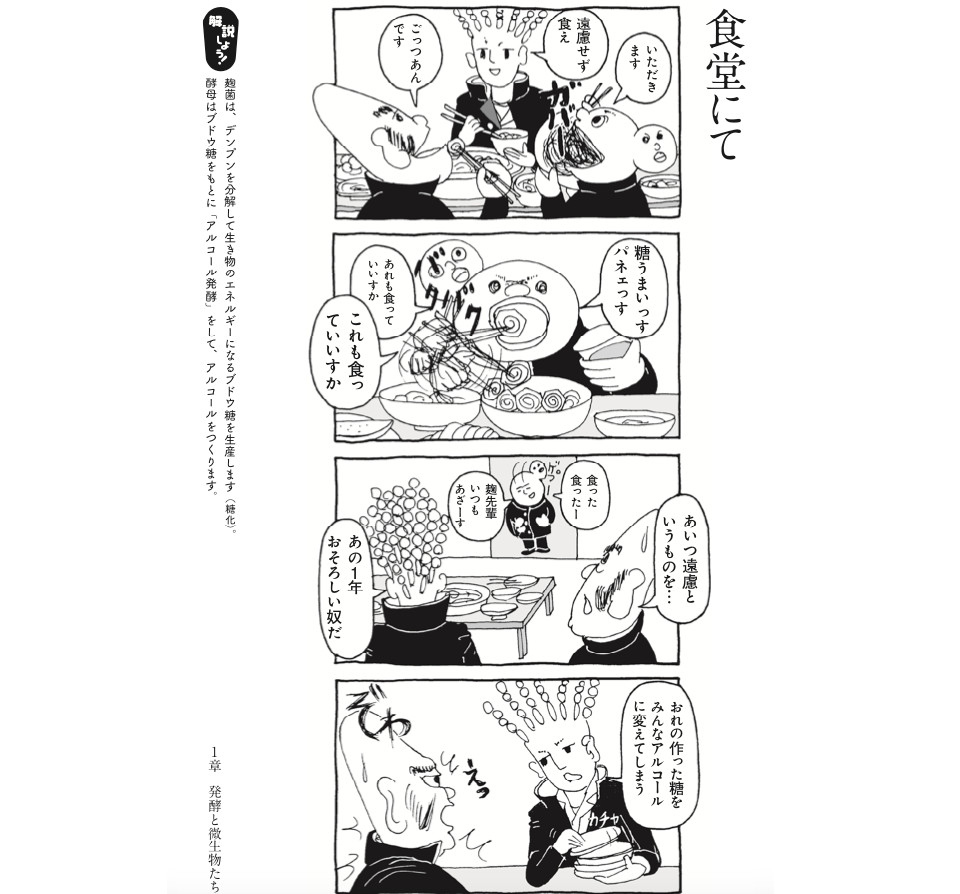 食堂にて
いただき
ます
遠慮せず
食え
ごっつあん
です
ガバー
糖うまいっす
パネェっす
ガツ
ガツ
バク
あれも食って
いいすか
これも食っ
ていいすか
食った
食ったー
ゲプー
麹先輩
いつも
あざーす
あいつ遠慮と
いうものを…
あの1年
おそろしい奴だ
おれの作った糖を
みんなアルコール
に変えてしまう
カチャ
えっ
じわ
解説しよう!
麹菌は、デンプンを分解して生き物のエネルギーになるブドウ糖を生産します(糖化)。
酵母はブドウ糖をもとに「アルコール発酵」をして、アルコールをつくります。
1章 発酵と微生物たち